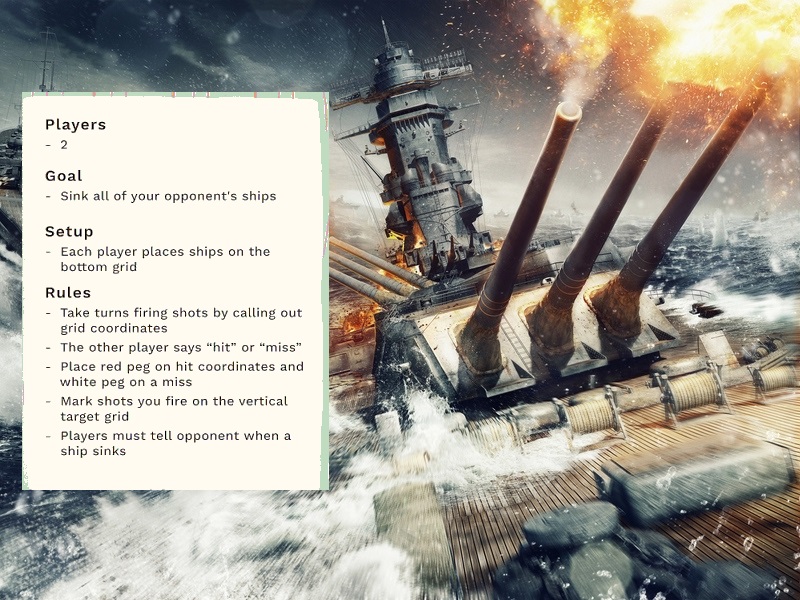 Players
- 2
Goal
- Sink all of your opponent's ships
Setup
- Each player places ships on the
bottom grid
Rules
- Take turns firing shots by calling out
grid coordinates
- The other player says “hit” or “miss”
- Place red peg on hit coordinates and
white peg on a miss
- Mark shots you fire on the vertical
target grid
- Players must tell opponent when a
ship sinks